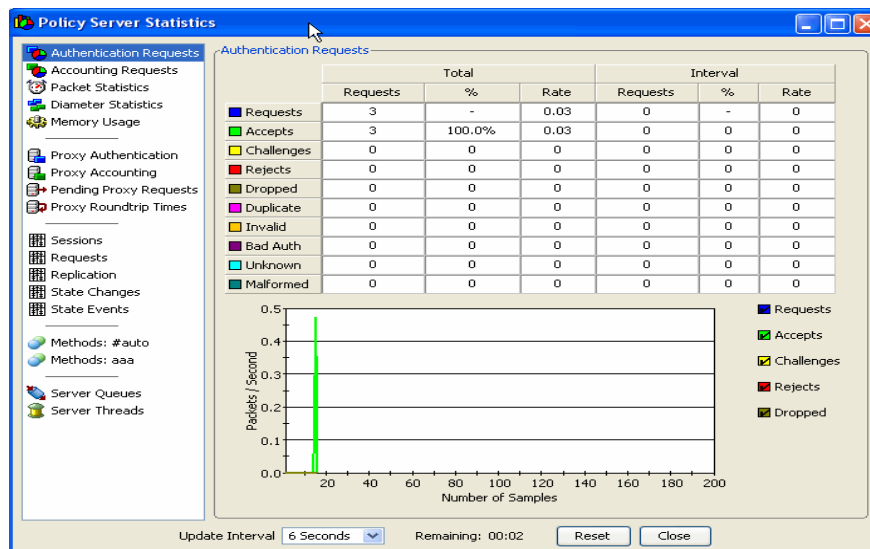 Policy Server Statistics
Authentication Requests
Accounting Requests
Packet Statistics
Diameter Statistics
Memory Usage
Proxy Authentication
Proxy Accounting
Pending Proxy Requests
Proxy Roundtrip Times
Sessions
Requests
Replication
State Changes
State Events
Methods: #auto
Methods: aaa
Server Queues
Server Threads
Authentication Requests
Total Interval
Requests % Rate Requests % Rate
Requests 3 - 0.03 0 - 0
Accepts 3 100.0% 0.03 0 0 0
Challenges 0 0 0 0 0 0
Rejects 0 0 0 0 0 0
Dropped 0 0 0 0 0 0
Duplicate 0 0 0 0 0 0
Invalid 0 0 0 0 0 0
Bad Auth 0 0 0 0 0 0
Unknown 0 0 0 0 0 0
Malformed 0 0 0 0 0 0
Packets / Second
0.5
0.4
0.3
0.2
0.1
0.0
20 40 60 80 100 120 140 160 180 200
Number of Samples
Requests
Accepts
Challenges
Rejects
Dropped
Update Interval 6 Seconds Remaining: 00:02 Reset Close